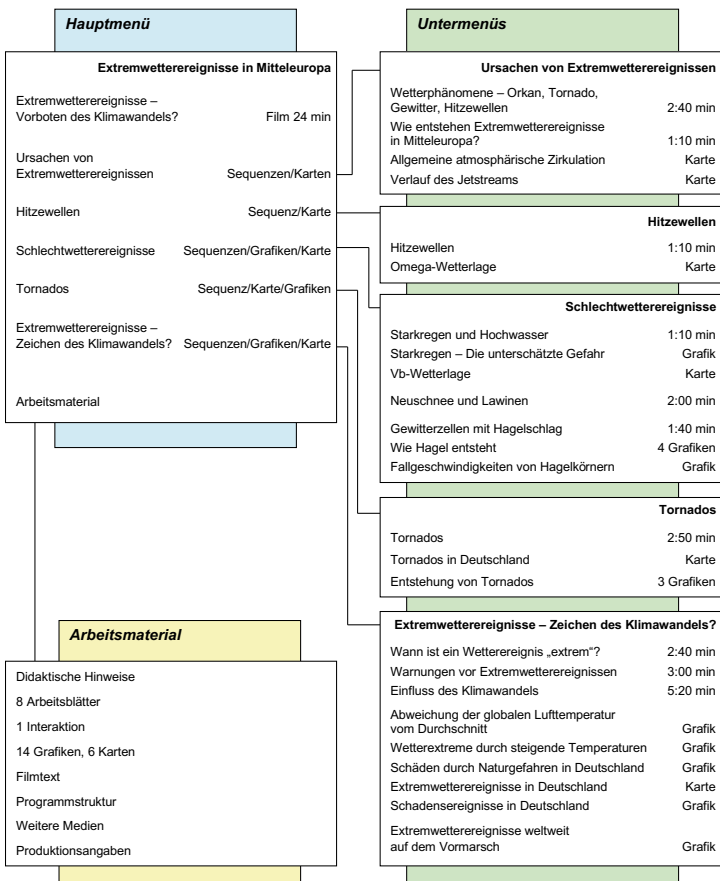 Hauptmenü
Extremwetterereignisse in Mitteleuropa
Extremwetterereignisse –
Vorboten des Klimawandels? Film 24 min
Ursachen von
Extremwetterereignissen Sequenzen/Karten
Hitzewellen Sequenz/Karte
Schlechtwetterereignisse Sequenzen/Grafiken/Karte
Tornados Sequenz/Karte/Grafiken
Extremwetterereignisse –
Zeichen des Klimawandels? Sequenzen/Grafiken/Karte
Arbeitsmaterial
Arbeitsmaterial
Didaktische Hinweise
8 Arbeitsblätter
1 Interaktion
14 Grafiken, 6 Karten
Filmtext
Programmstruktur
Weitere Medien
Produktionsangaben
Untermenüs
Ursachen von Extremwetterereignissen
Wetterphänomene – Orkan, Tornado,
Gewitter, Hitzewellen 2:40 min
Wie entstehen Extremwetterereignisse
in Mitteleuropa? 1:10 min
Allgemeine atmosphärische Zirkulation Karte
Verlauf des Jetstreams Karte
Hitzewellen
Hitzewellen 1:10 min
Omega-Wetterlage Karte
Schlechtwetterereignisse
Starkregen und Hochwasser 1:10 min
Starkregen – Die unterschätzte Gefahr Grafik
Vb-Wetterlage Karte
Neuschnee und Lawinen 2:00 min
Gewitterzellen mit Hagelschlag 1:40 min
Wie Hagel entsteht 4 Grafiken
Fallgeschwindigkeiten von Hagelkörnern Grafik
Tornados
Tornados 2:50 min
Tornados in Deutschland Karte
Entstehung von Tornados 3 Grafiken
Extremwetterereignisse – Zeichen des Klimawandels?
Wann ist ein Wetterereignis „extrem“? 2:40 min
Warnungen vor Extremwetterereignissen 3:00 min
Einfluss des Klimawandels 5:20 min
Abweichung der globalen Lufttemperatur
vom Durchschnitt Grafik
Wetterextreme durch steigende Temperaturen Grafik
Schäden durch Naturgefahren in Deutschland Grafik
Extremwetterereignisse in Deutschland Karte
Schadensereignisse in Deutschland Grafik
Extremwetterereignisse weltweit
auf dem Vormarsch Grafik